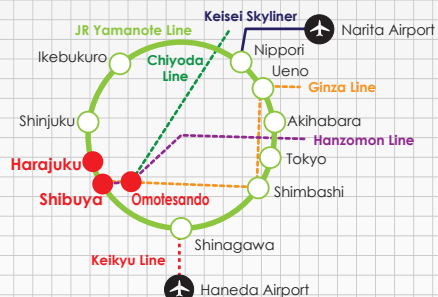 Keisei Skyliner
JR Yamanote Line
Narita Airport
Nippori
Ikebukuro
Chiyoda
Line
Ueno
Ginza Line
Shinjuku
Akihabara
Hanzomon Line
Harajuku
Tokyo
Shibuya
Omotesando
Shimbashi
Shinagawa
Keikyu Line
Haneda Airport